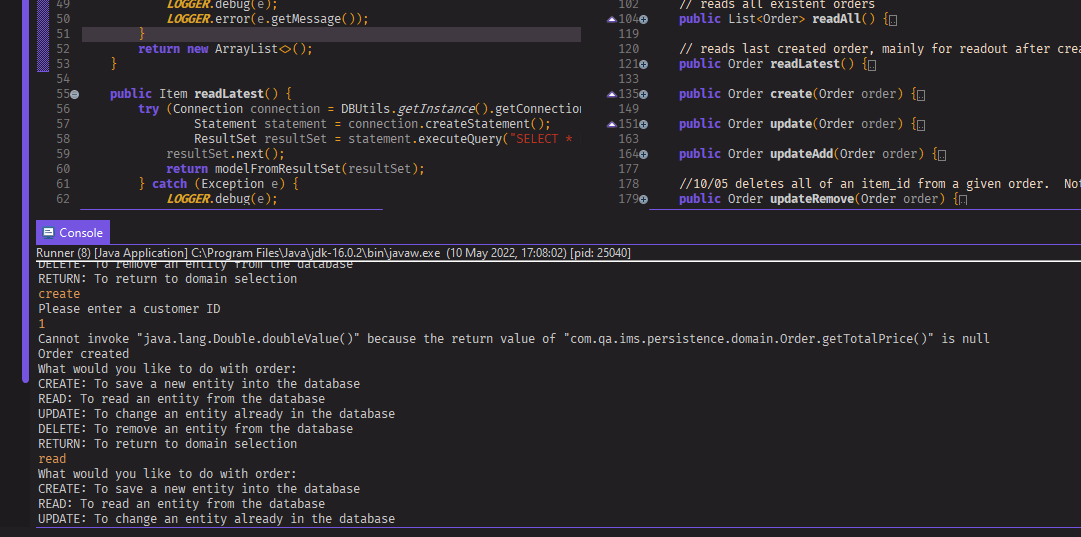 49 LOGGER.debug(e);
50 LOGGER.error(e.getMessage());
51 }
52 return new ArrayList<>();
53 }
54
55 public Item readLatest() {
56 try (Connection connection = DBUtils.getInstance().getConnection
57 Statement statement = connection.createStatement();
58 ResultSet resultSet = statement.executeQuery("SELECT *
59 resultSet.next();
60 return modelFromResultSet(resultSet);
61 } catch (Exception e) {
62 LOGGER.debug(e);
102 // reads all existent orders
104 public List<Order> readAll() {
119
120 // reads last created order, mainly for readout after crea
121 public Order readLatest() {
133
135 public Order create(Order order) {
149
151 public Order update(Order order) {
163
164 public Order updateAdd(Order order) {
177
178 //10/05 deletes all of an item_id from a given order. Not
179 public Order updateRemove(Order order) {
Console
Runner (8) [Java Application] C:\Program Files\Java\jdk-16.0.2\bin\javaw.exe (10 May 2022, 17:08:02) [pid: 25040]
DELETE: To remove an entity from the database
RETURN: To return to domain selection
create
Please enter a customer ID
1
Cannot invoke "java.lang.Double.doubleValue()" because the return value of "com.qa.ims.persistence.domain.Order.getTotalPrice()" is null
Order created
What would you like to do with order:
CREATE: To save a new entity into the database
READ: To read an entity from the database
UPDATE: To change an entity already in the database
DELETE: To remove an entity from the database
RETURN: To return to domain selection
read
What would you like to do with order:
CREATE: To save a new entity into the database
READ: To read an entity from the database
UPDATE: To change an entity already in the database